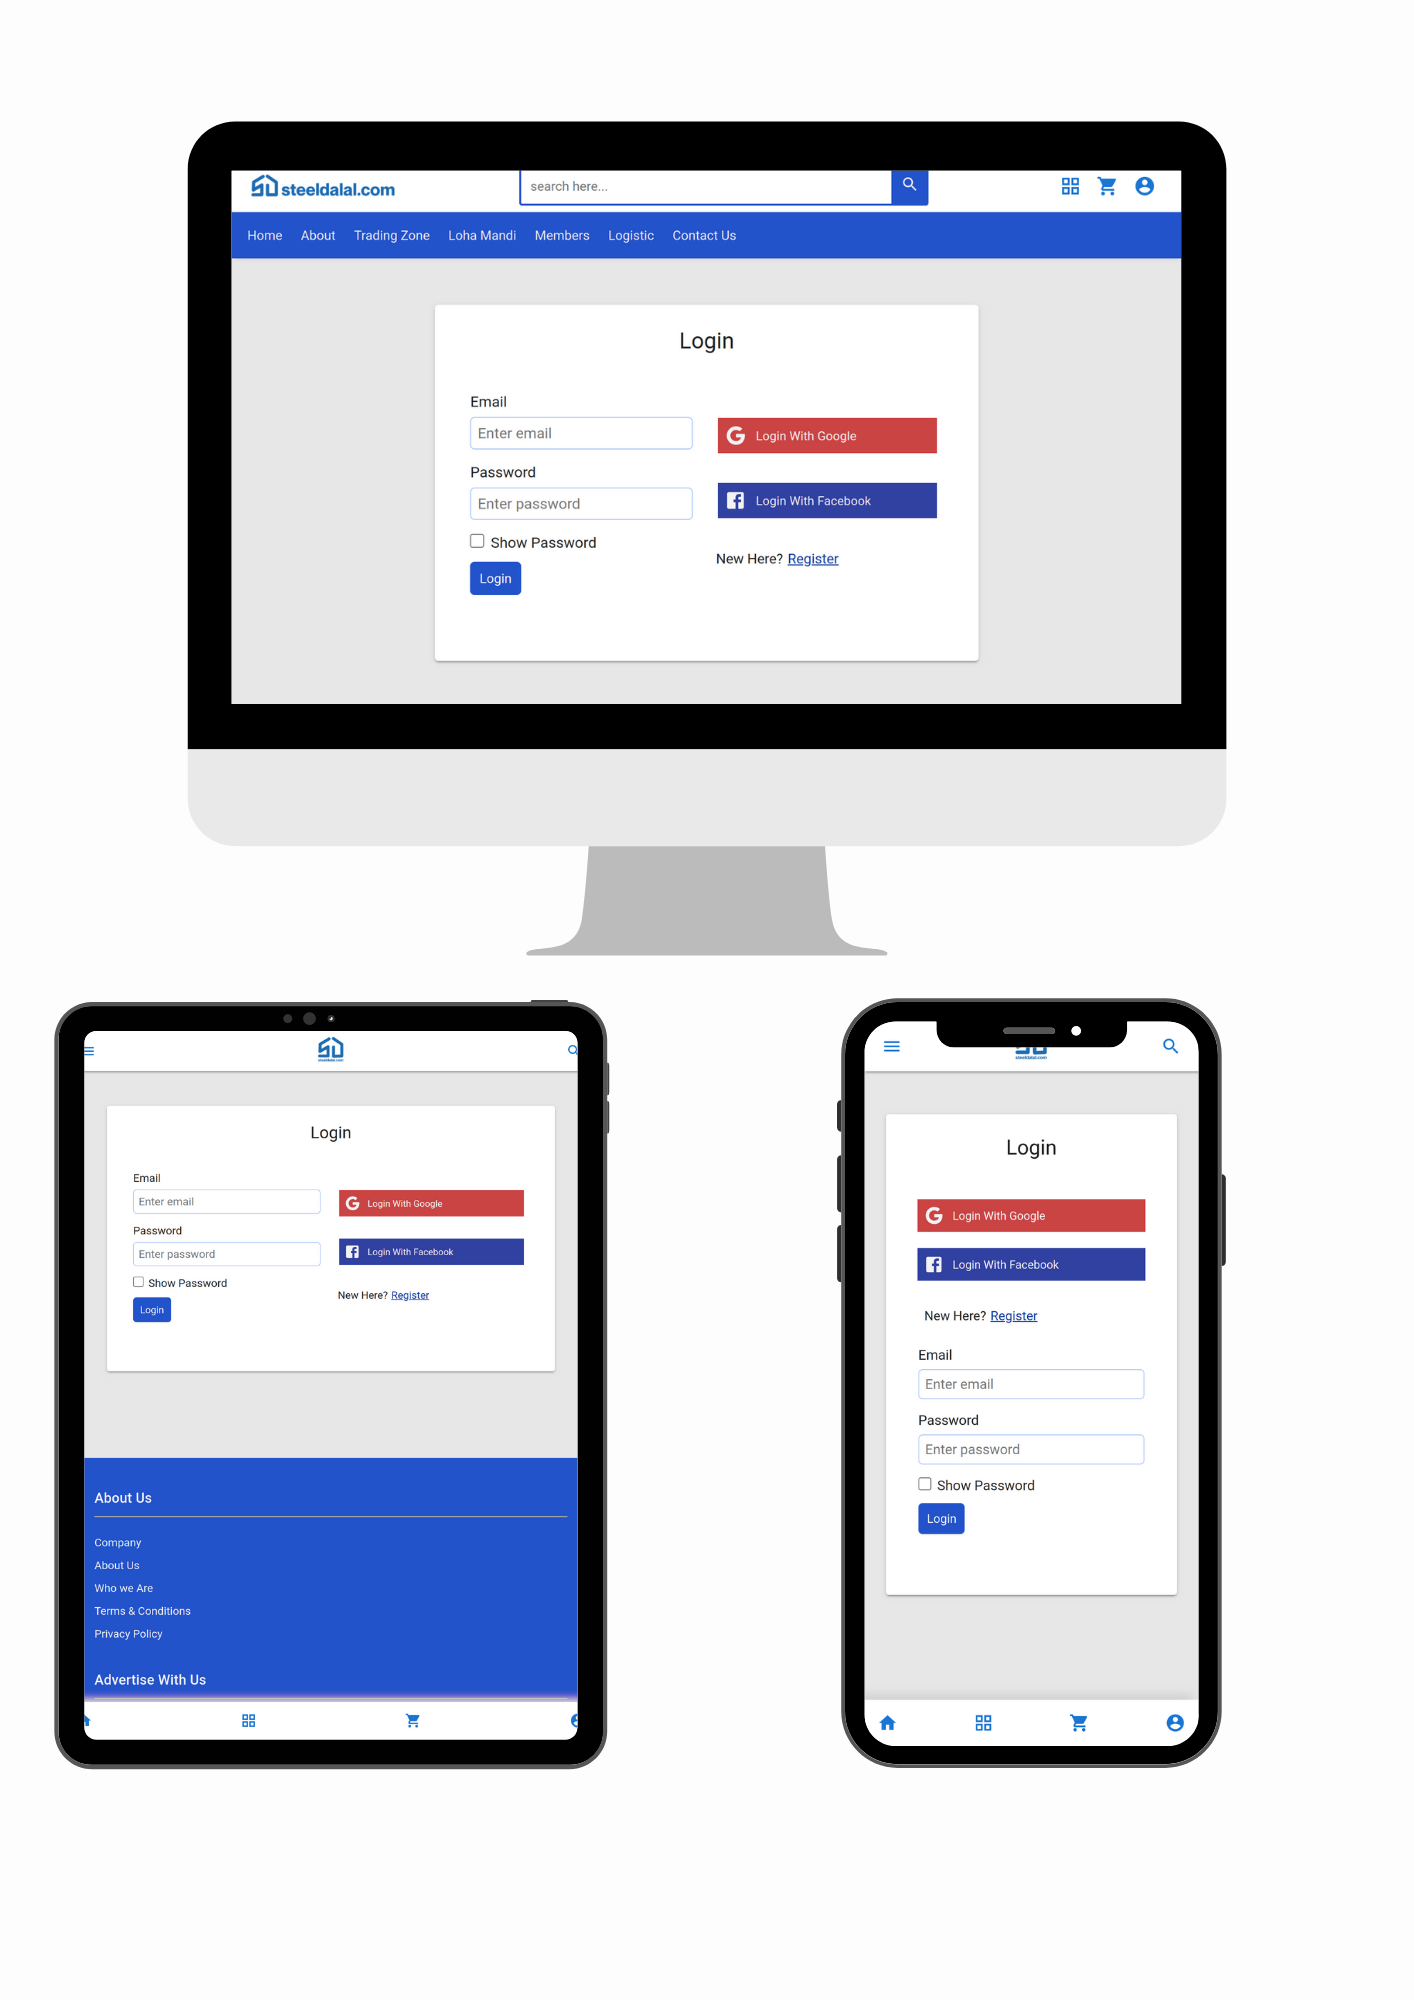 steeldalal.com
search here...
Home About Trading Zone Loha Mandi Members Logistic Contact Us
Login
Email
Enter email
Password
Enter password
Show Password
Login
Login With Google
Login With Facebook
New Here? Register
steeldalal.com
Login
Email
Enter email
Password
Enter password
Show Password
Login
Login With Google
Login With Facebook
New Here? Register
About Us
Company
About Us
Who we Are
Terms & Conditions
Privacy Policy
Advertise With Us
steeldalal.com
Login
Login With Google
Login With Facebook
New Here? Register
Email
Enter email
Password
Enter password
Show Password
Login